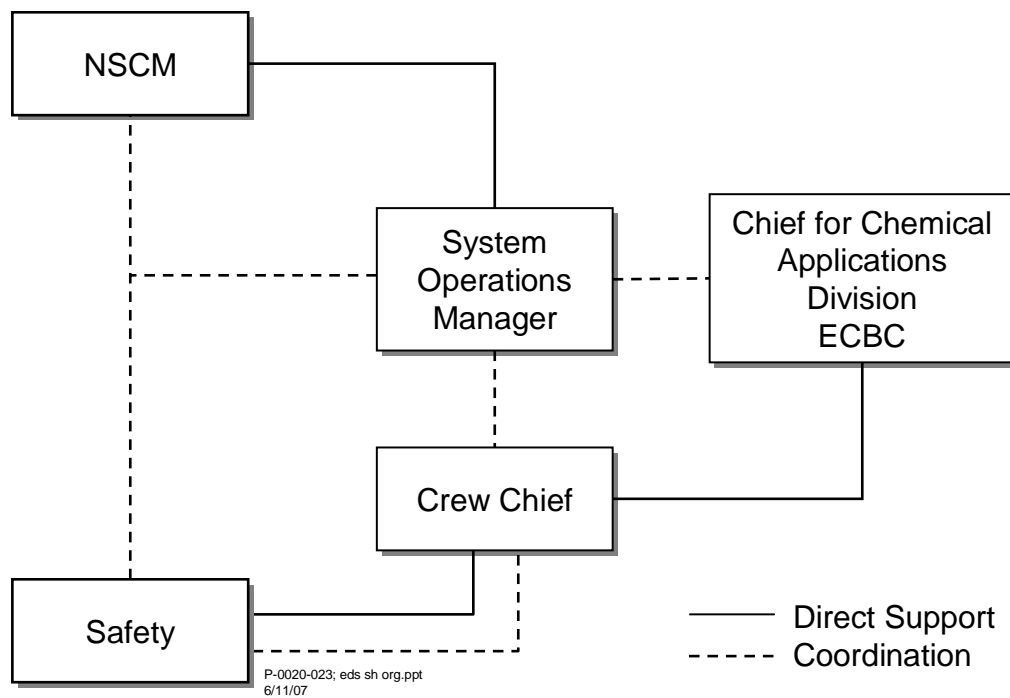 NSCM
System
Operations
Manager
Chief for Chemical
Applications
Division
ECBC
Crew Chief
Safety
Direct Support
Coordination
P-0020-023; eds sh org.ppt
6/11/07